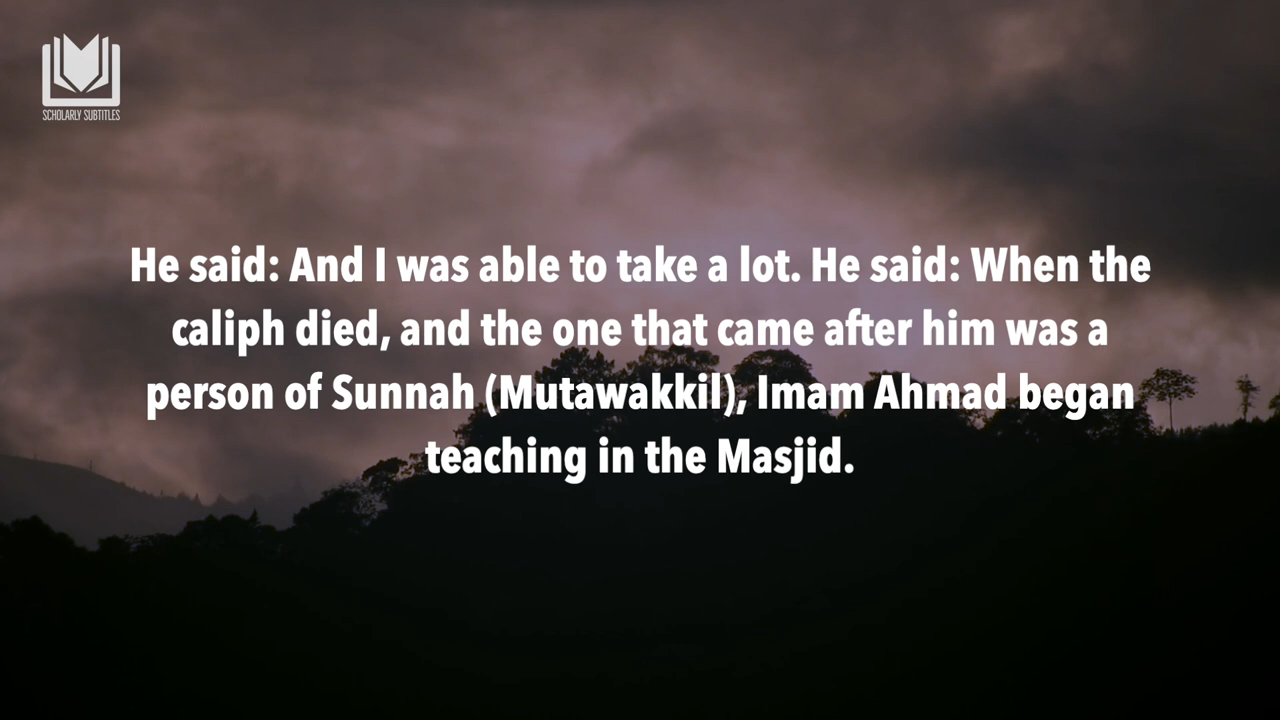 SCHOLARLY SUBTITLES
He said: And I was able to take a lot. He said: When the
caliph died, and the one that came after him was a
person of Sunnah (Mutawakkil), Imam Ahmad began
teaching in the Masjid.